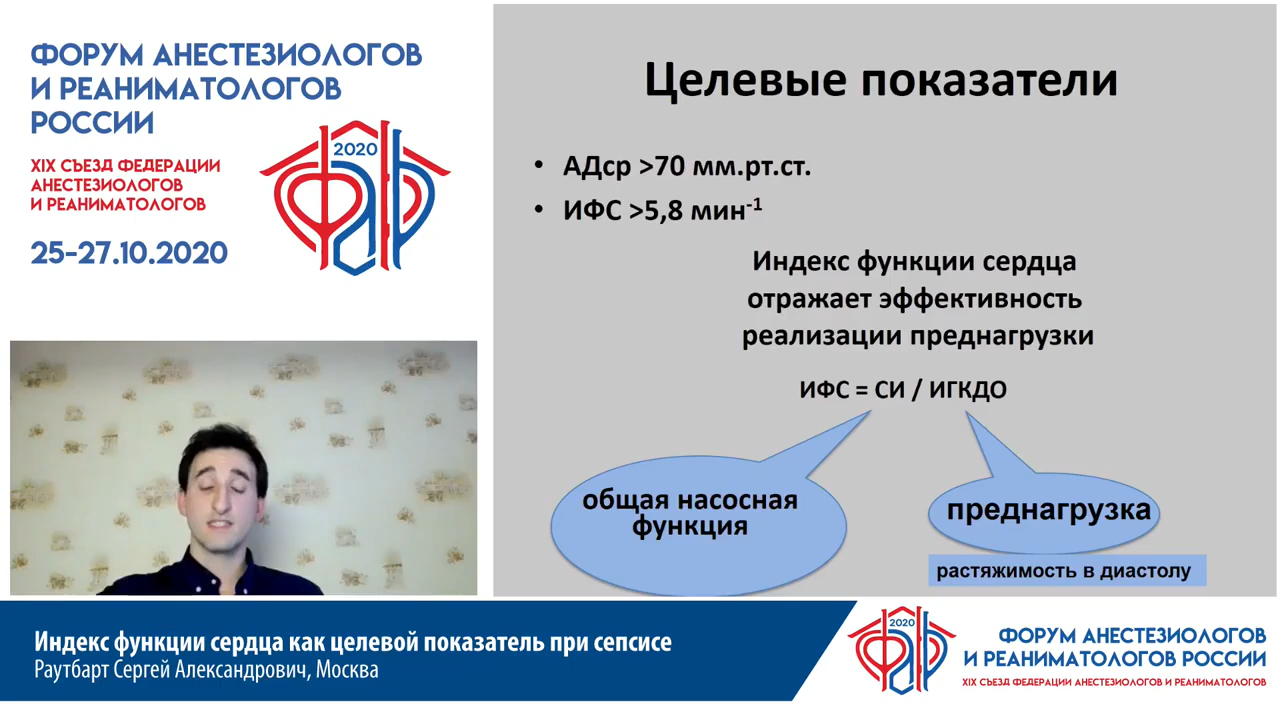 ФОРУМ АНЕСТЕЗИОЛОГОВ
И РЕАНИМАТОЛОГОВ
РОССИИ
XIX СЪЕЗД ФЕДЕРАЦИИ
АНЕСТЕЗИОЛОГОВ
И РЕАНИМАТОЛОГОВ
25-27.10.2020
2020
Целевые показатели
• АДср >70 мм.рт.ст.
• ИФС >5,8 мин⁻¹
Индекс функции сердца
отражает эффективность
реализации преднагрузки
ИФС = СИ / ИГКДО
общая насосная
функция
преднагрузка
растяжимость в диастолу
Индекс функции сердца как целевой показатель при сепсисе
Раутбарт Сергей Александрович, Москва
2020
ФОРУМ АНЕСТЕЗИОЛОГОВ
И РЕАНИМАТОЛОГОВ РОССИИ
XIX СЪЕЗД ФЕДЕРАЦИИ АНЕСТЕЗИОЛОГОВ И РЕАНИМАТОЛОГОВ